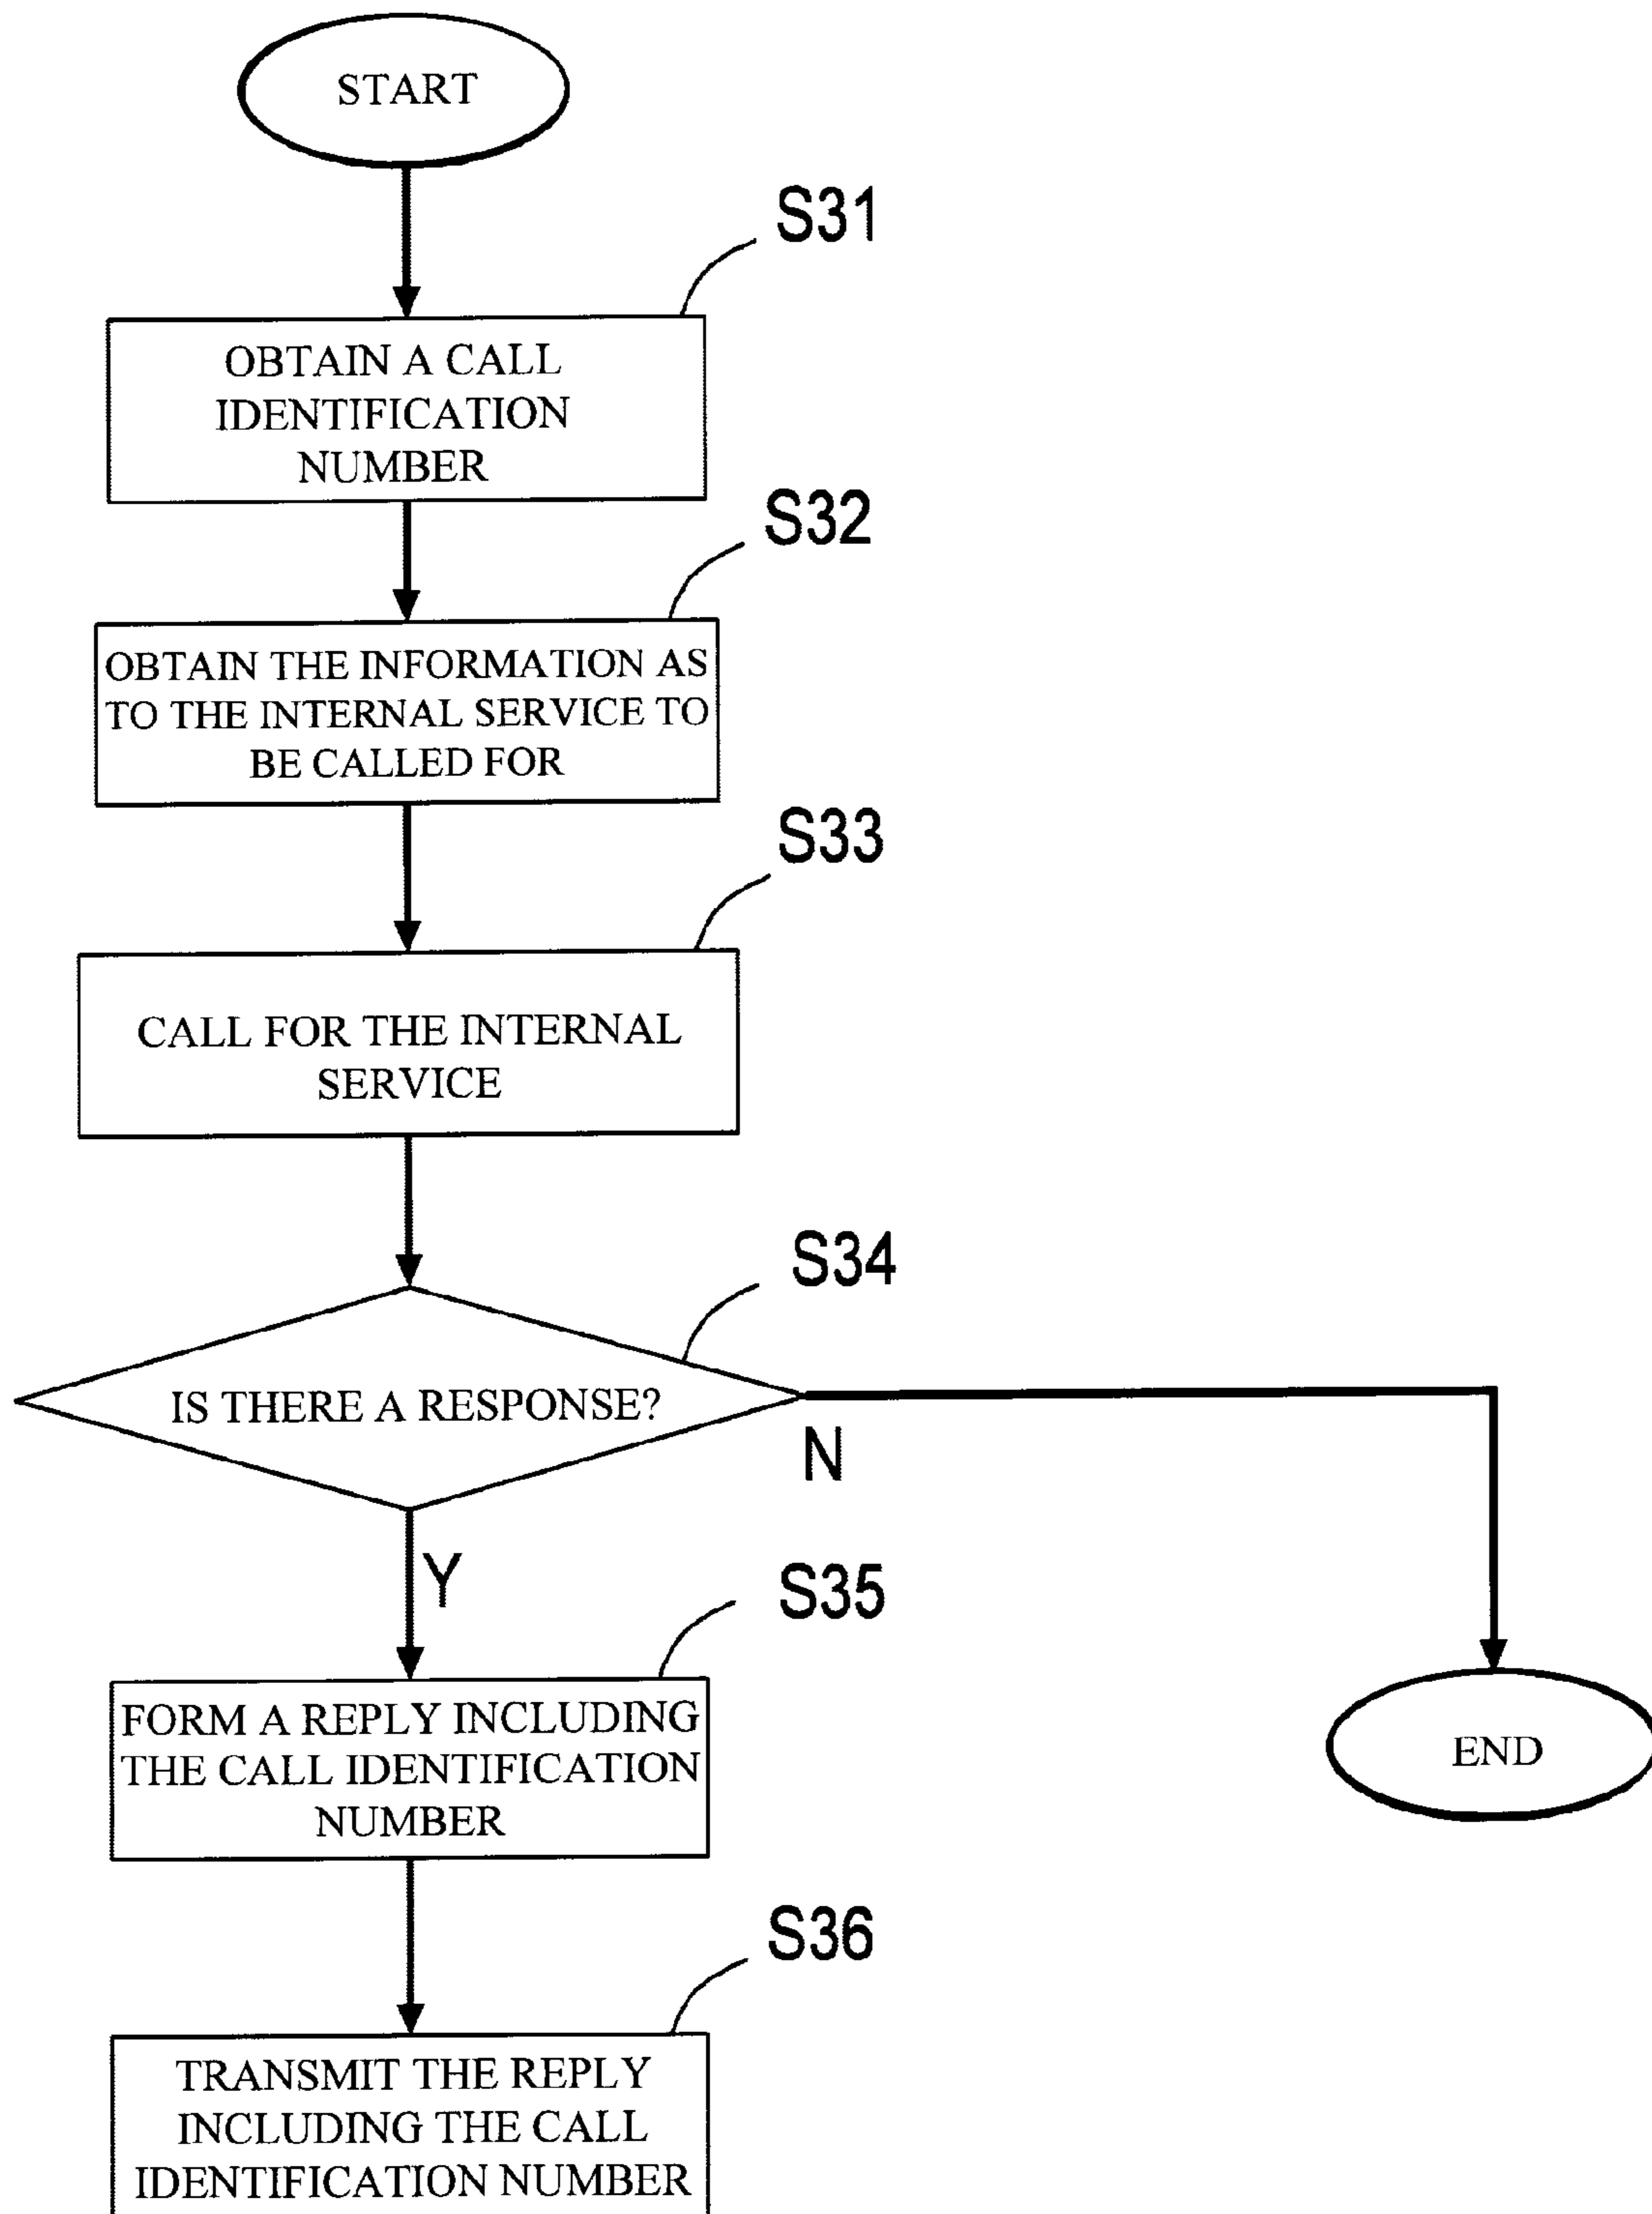 START
S31
OBTAIN A CALL
IDENTIFICATION
NUMBER
S32
OBTAIN THE INFORMATION AS
TO THE INTERNAL SERVICE TO
BE CALLED FOR
S33
CALL FOR THE INTERNAL
SERVICE
S34
IS THERE A RESPONSE?
N
Y
S35
FORM A REPLY INCLUDING
THE CALL IDENTIFICATION
NUMBER
END
S36
TRANSMIT THE REPLY
INCLUDING THE CALL
IDENTIFICATION NUMBER